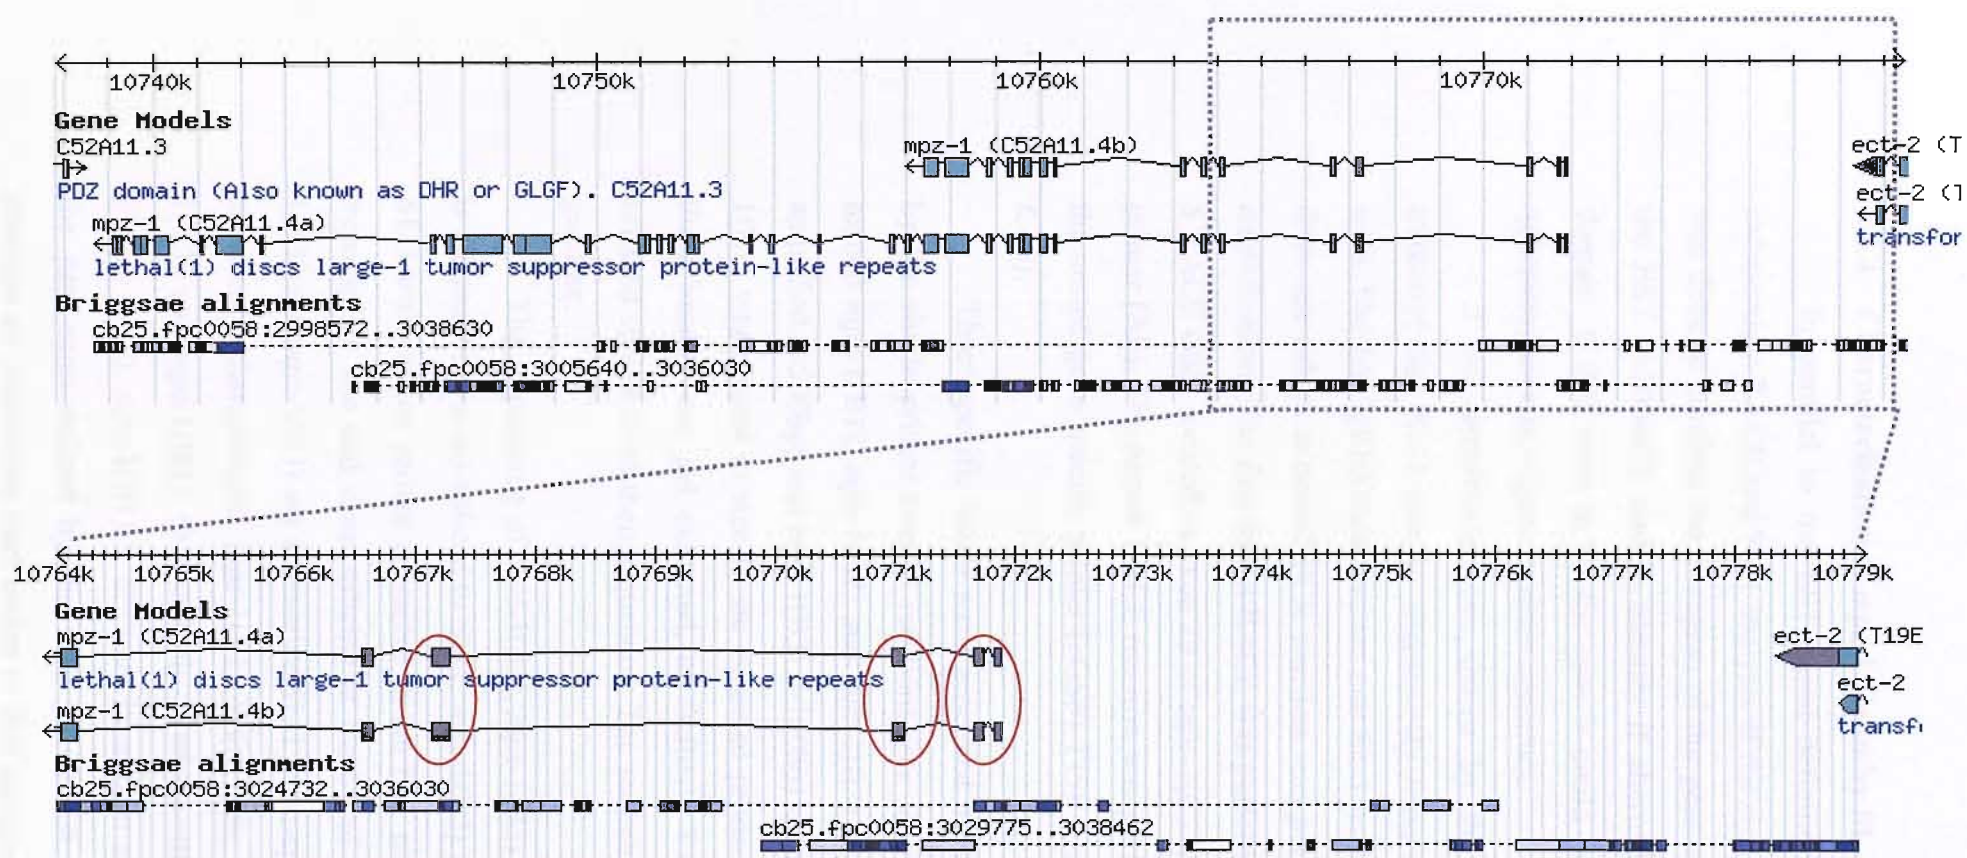 10740k 10750k 10760k 10770k
Gene Models
C52A11.3 mpz-1 (C52A11.4b) ect-2 (T
PDZ domain (Also known as DHR or GLGF). C52A11.3 ect-2 (T
mpz-1 (C52A11.4a)
transfor
lethal(1) discs large-1 tumor suppressor protein-like repeats
Briggsae alignments
cb25.fpc0058:2998572..3038630
cb25.fpc0058:3005640..3036030
10764k 10765k 10766k 10767k 10768k 10769k 10770k 10771k 10772k 10773k 10774k 10775k 10776k 10777k 10778k 10779k
Gene Models
mpz-1 (C52A11.4a) ect-2 (T19E
lethal(1) discs large-1 tumor suppressor protein-like repeats ect-2
mpz-1 (C52A11.4b)
transf
Briggsae alignments
cb25.fpc0058:3024732..3036030
cb25.fpc0058:3029775..3038462